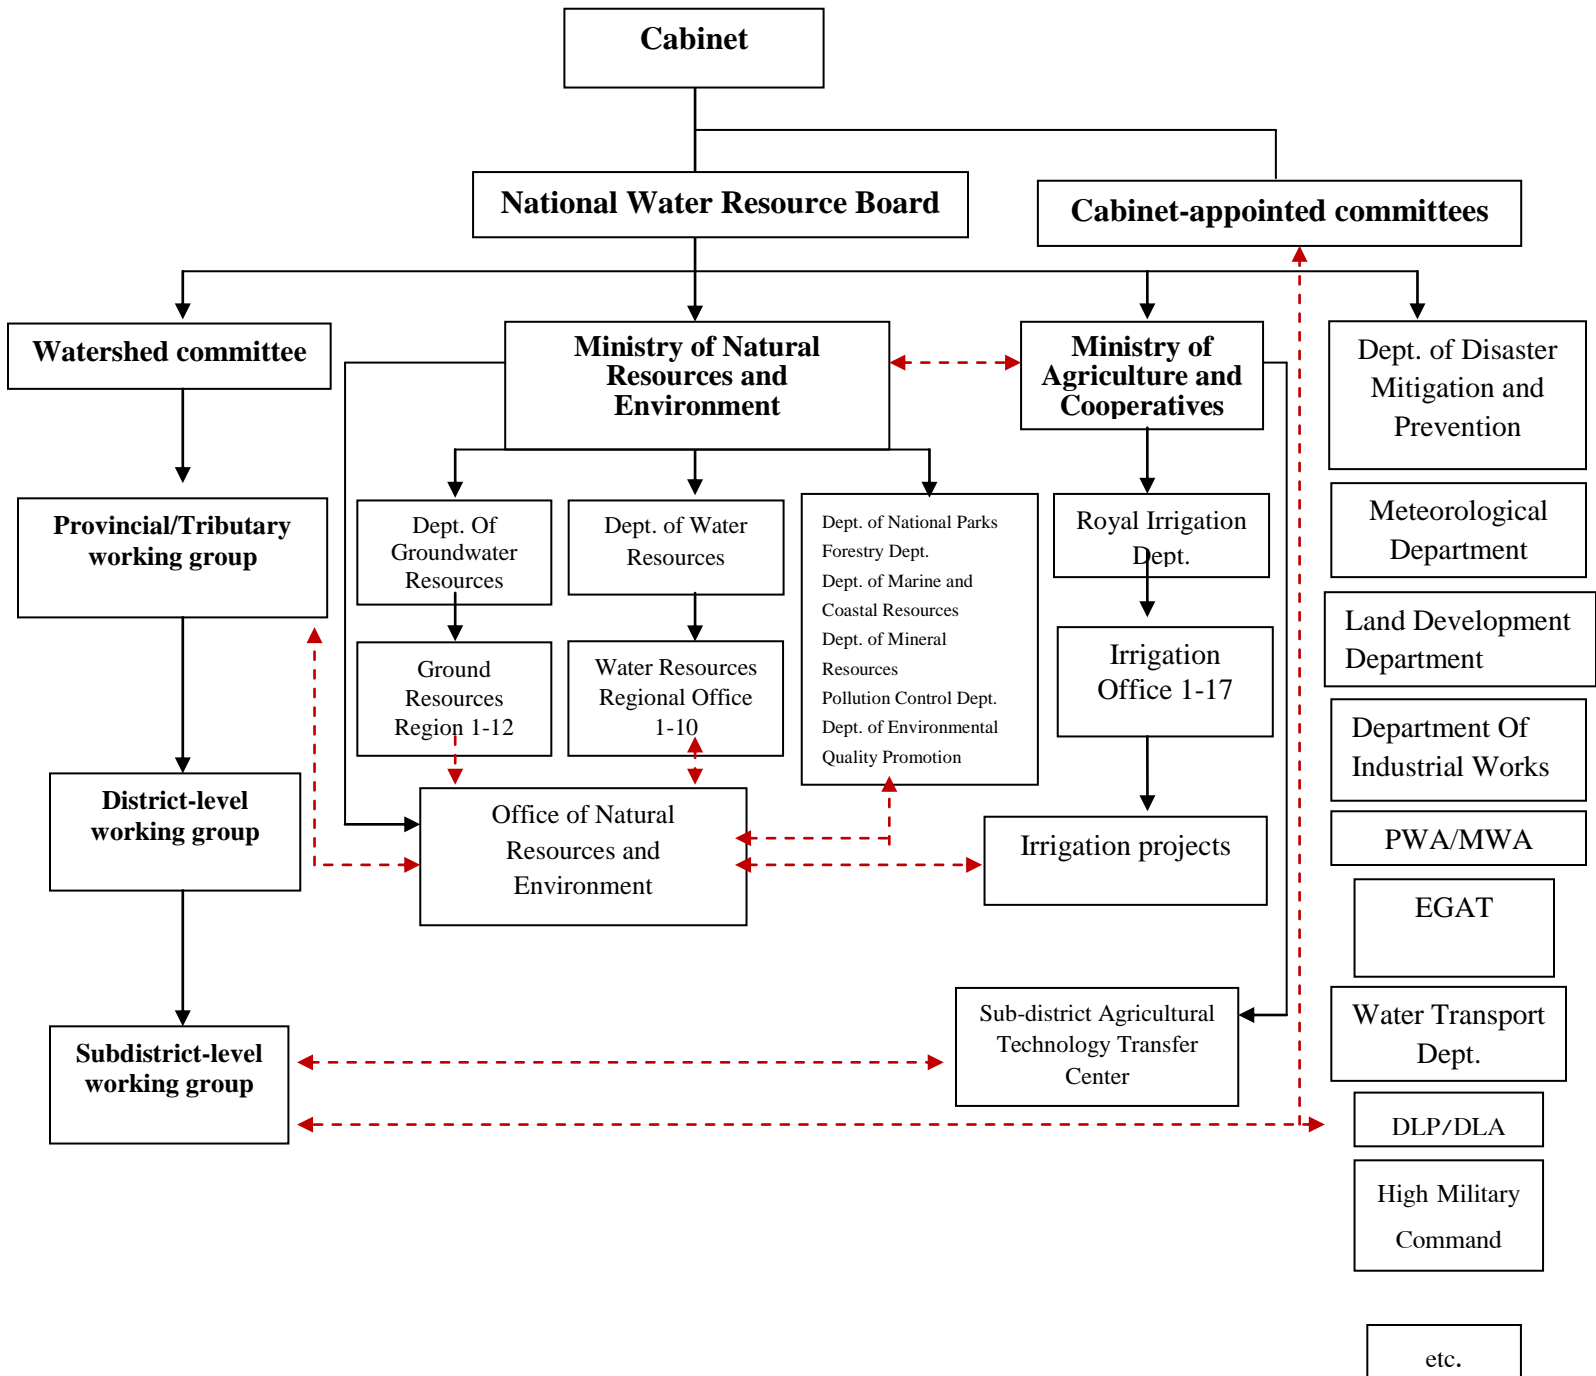 Cabinet
National Water Resource Board
Cabinet-appointed committees
Watershed committee
Ministry of Natural
Resources and
Environment
Ministry of
Agriculture and
Cooperatives
Dept. of Disaster
Mitigation and
Prevention
Provincial/Tributary
working group
Dept. Of
Groundwater
Resources
Dept. of Water
Resources
Dept. of National Parks
Forestry Dept.
Dept. of Marine and
Coastal Resources
Dept. of Mineral
Resources
Pollution Control Dept.
Dept. of Environmental
Quality Promotion
Royal Irrigation
Dept.
Meteorological
Department
Land Development
Department
Ground
Resources
Region 1-12
Water Resources
Regional Office
1-10
Irrigation
Office 1-17
Department Of
Industrial Works
District-level
working group
Office of Natural
Resources and
Environment
Irrigation projects
PWA/MWA
EGAT
Subdistrict-level
working group
Sub-district Agricultural
Technology Transfer
Center
Water Transport
Dept.
DLP/DLA
High Military
Command
etc.